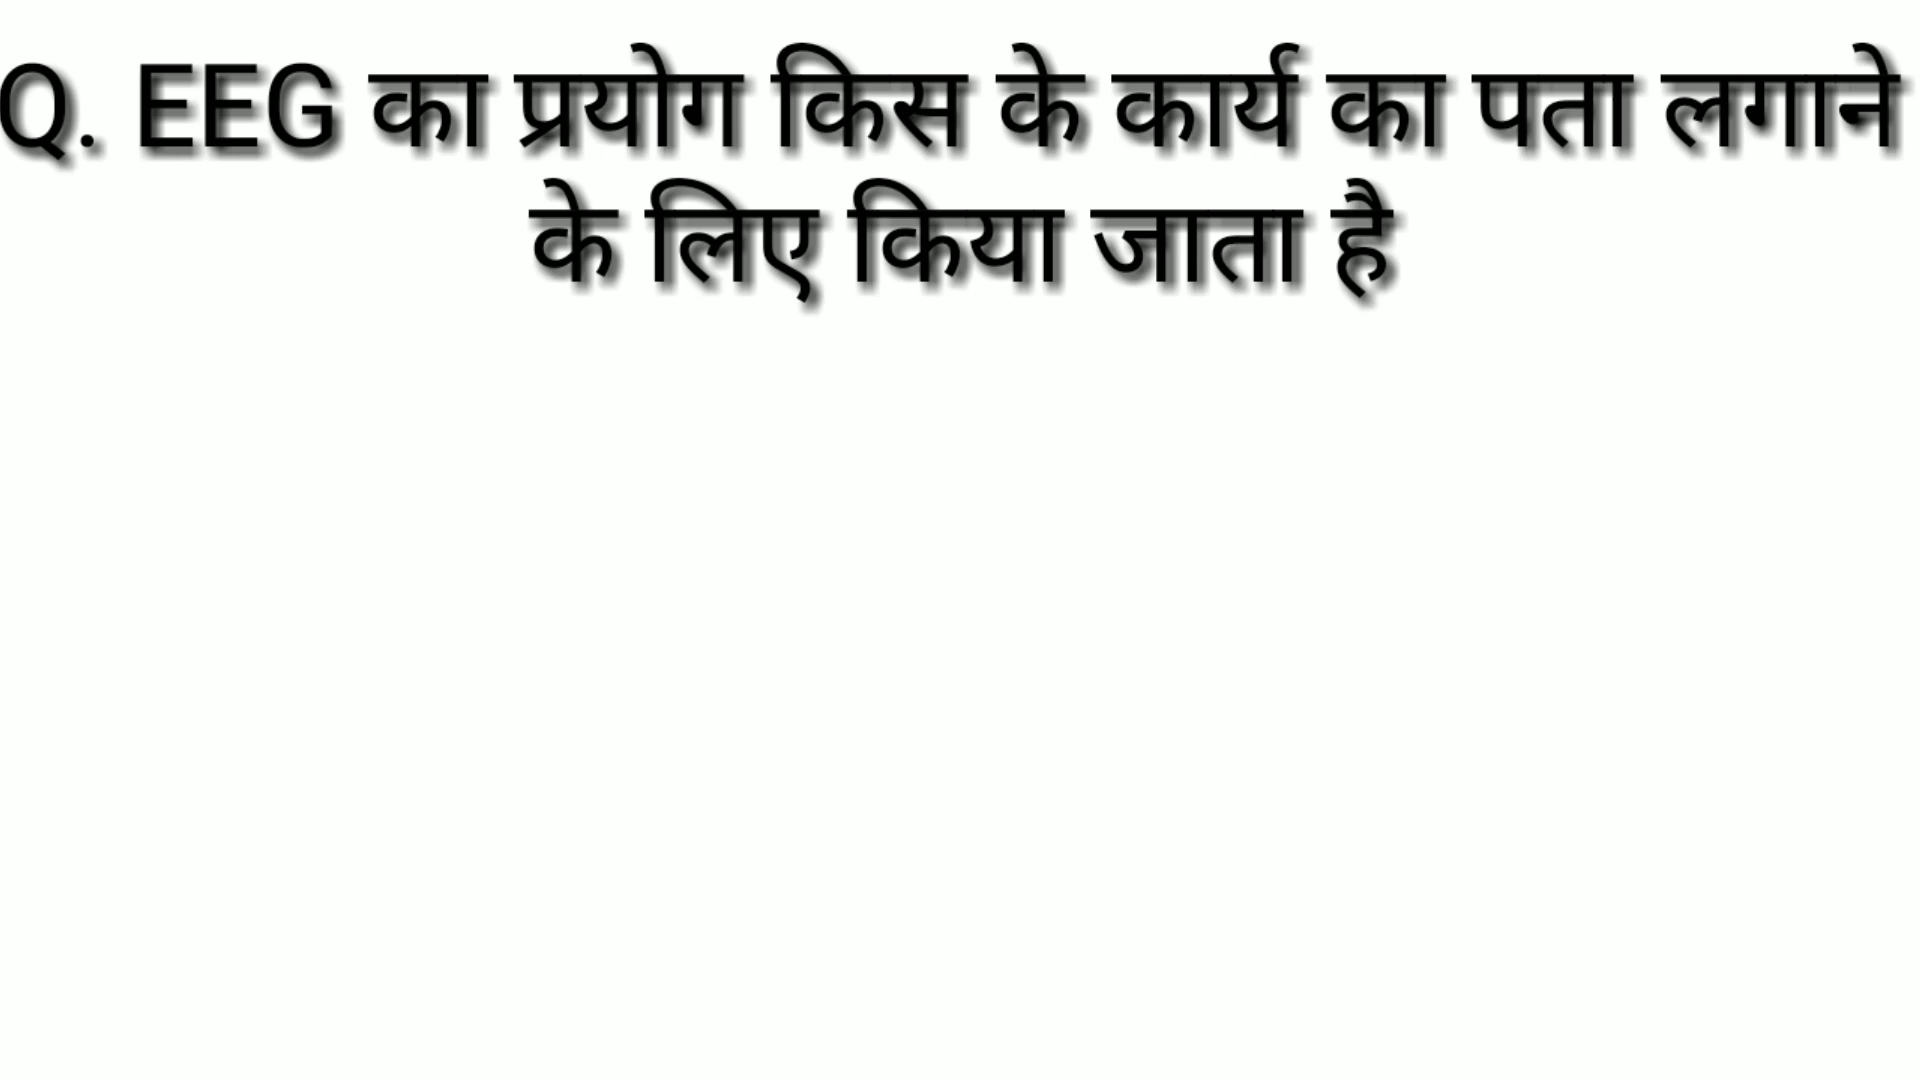 Q. EEG का प्रयोग किस के कार्य का पता लगाने
के लिए किया जाता है